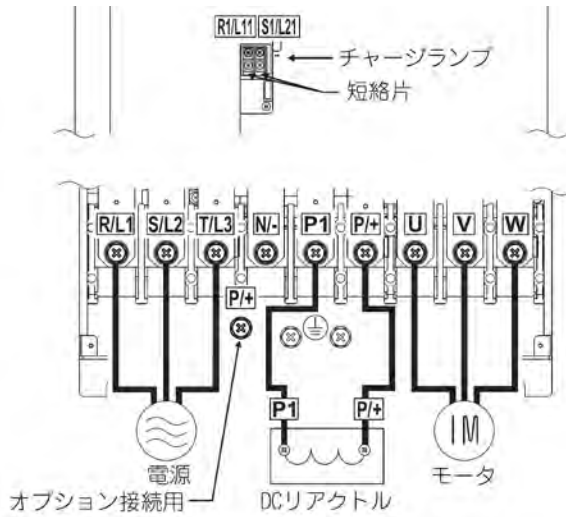 R1/L11 S1/L21
チャージランプ
短絡片
R/L1 S/L2 T/L3 N/- P1 P/+ U V W
P/+
P1 P/+
IM
電源 モータ
オプション接続用 DCリアクトル